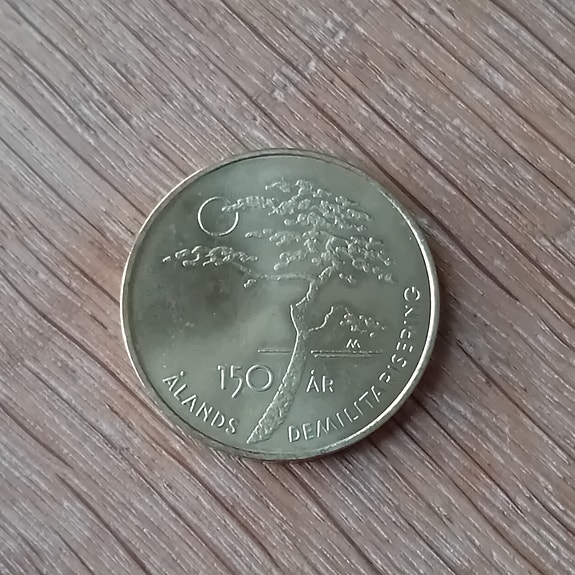 150 ÅR
ÅLANDS DEMILITARISERING
M